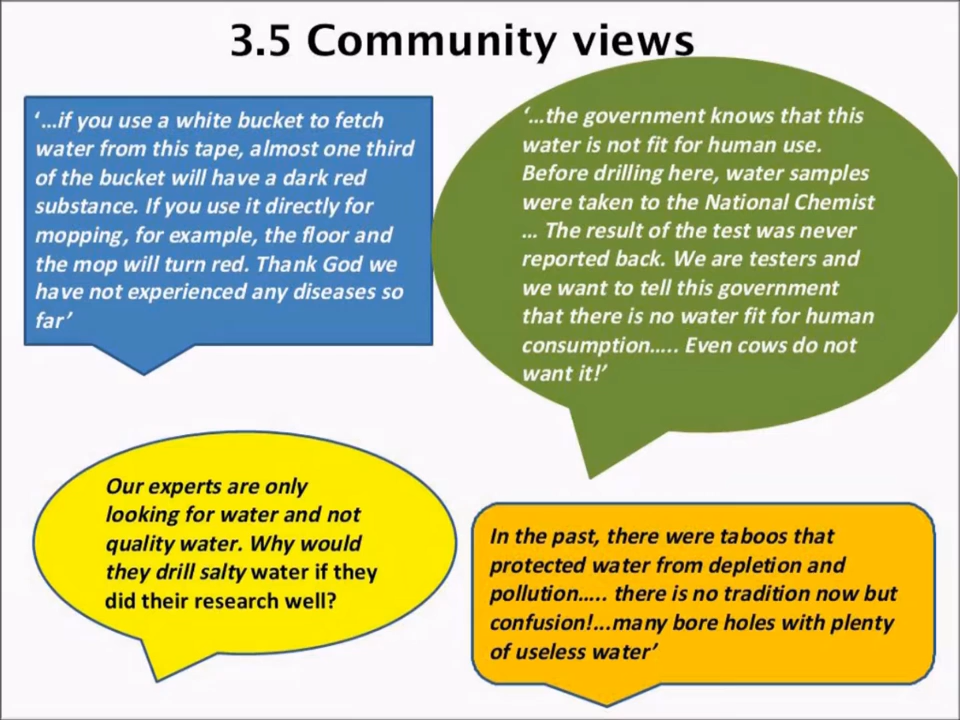 3.5 Community views
‘…if you use a white bucket to fetch
water from this tape, almost one third
of the bucket will have a dark red
substance. If you use it directly for
mopping, for example, the floor and
the mop will turn red. Thank God we
have not experienced any diseases so
far’
‘…the government knows that this
water is not fit for human use.
Before drilling here, water samples
were taken to the National Chemist
… The result of the test was never
reported back. We are testers and
we want to tell this government
that there is no water fit for human
consumption….. Even cows do not
want it!’
Our experts are only
looking for water and not
quality water. Why would
they drill salty water if they
did their research well?
In the past, there were taboos that
protected water from depletion and
pollution….. there is no tradition now but
confusion!...many bore holes with plenty
of useless water’